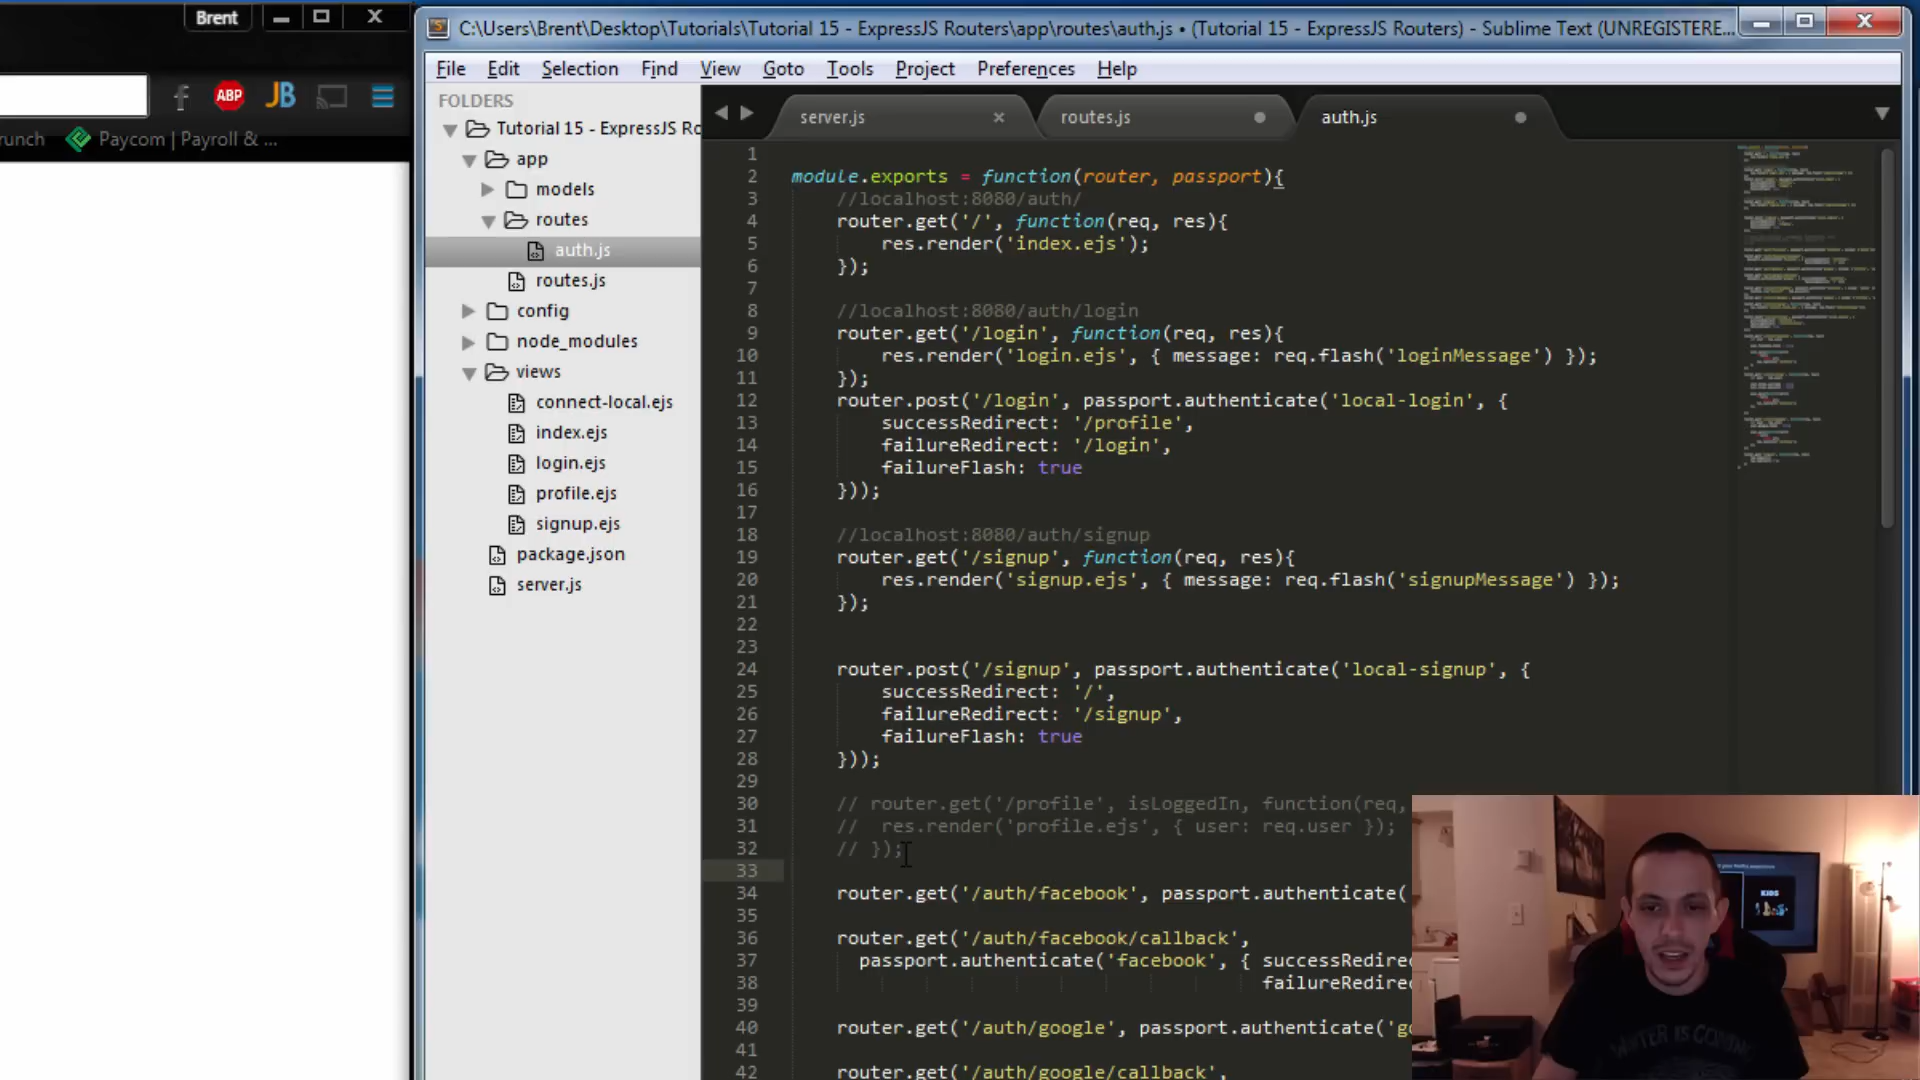 Brent
C:\Users\Brent\Desktop\Tutorials\Tutorial 15 - ExpressJS Routers\app\routes\auth.js • (Tutorial 15 - ExpressJS Routers) - Sublime Text (UNREGISTERE...
File Edit Selection Find View Goto Tools Project Preferences Help
f ABP JB
runch Paycom | Payroll & ...
FOLDERS
Tutorial 15 - ExpressJS Ro
app
models
routes
auth.js
routes.js
config
node_modules
views
connect-local.ejs
index.ejs
login.ejs
profile.ejs
signup.ejs
package.json
server.js
server.js routes.js auth.js
1
2 module.exports = function(router, passport){
3 //localhost:8080/auth/
4 router.get('/', function(req, res){
5 res.render('index.ejs');
6 });
7
8 //localhost:8080/auth/login
9 router.get('/login', function(req, res){
10 res.render('login.ejs', { message: req.flash('loginMessage') });
11 });
12 router.post('/login', passport.authenticate('local-login', {
13 successRedirect: '/profile',
14 failureRedirect: '/login',
15 failureFlash: true
16 }));
17
18 //localhost:8080/auth/signup
19 router.get('/signup', function(req, res){
20 res.render('signup.ejs', { message: req.flash('signupMessage') });
21 });
22
23
24 router.post('/signup', passport.authenticate('local-signup', {
25 successRedirect: '/',
26 failureRedirect: '/signup',
27 failureFlash: true
28 }));
29
30 // router.get('/profile', isLoggedIn, function(req,
31 // res.render('profile.ejs', { user: req.user });
32 // });
33
34 router.get('/auth/facebook', passport.authenticate(
35
36 router.get('/auth/facebook/callback',
37 passport.authenticate('facebook', { successRedirec
38 failureRedirec
39
40 router.get('/auth/google', passport.authenticate('go
41
42 router.get('/auth/google/callback',
KIDS